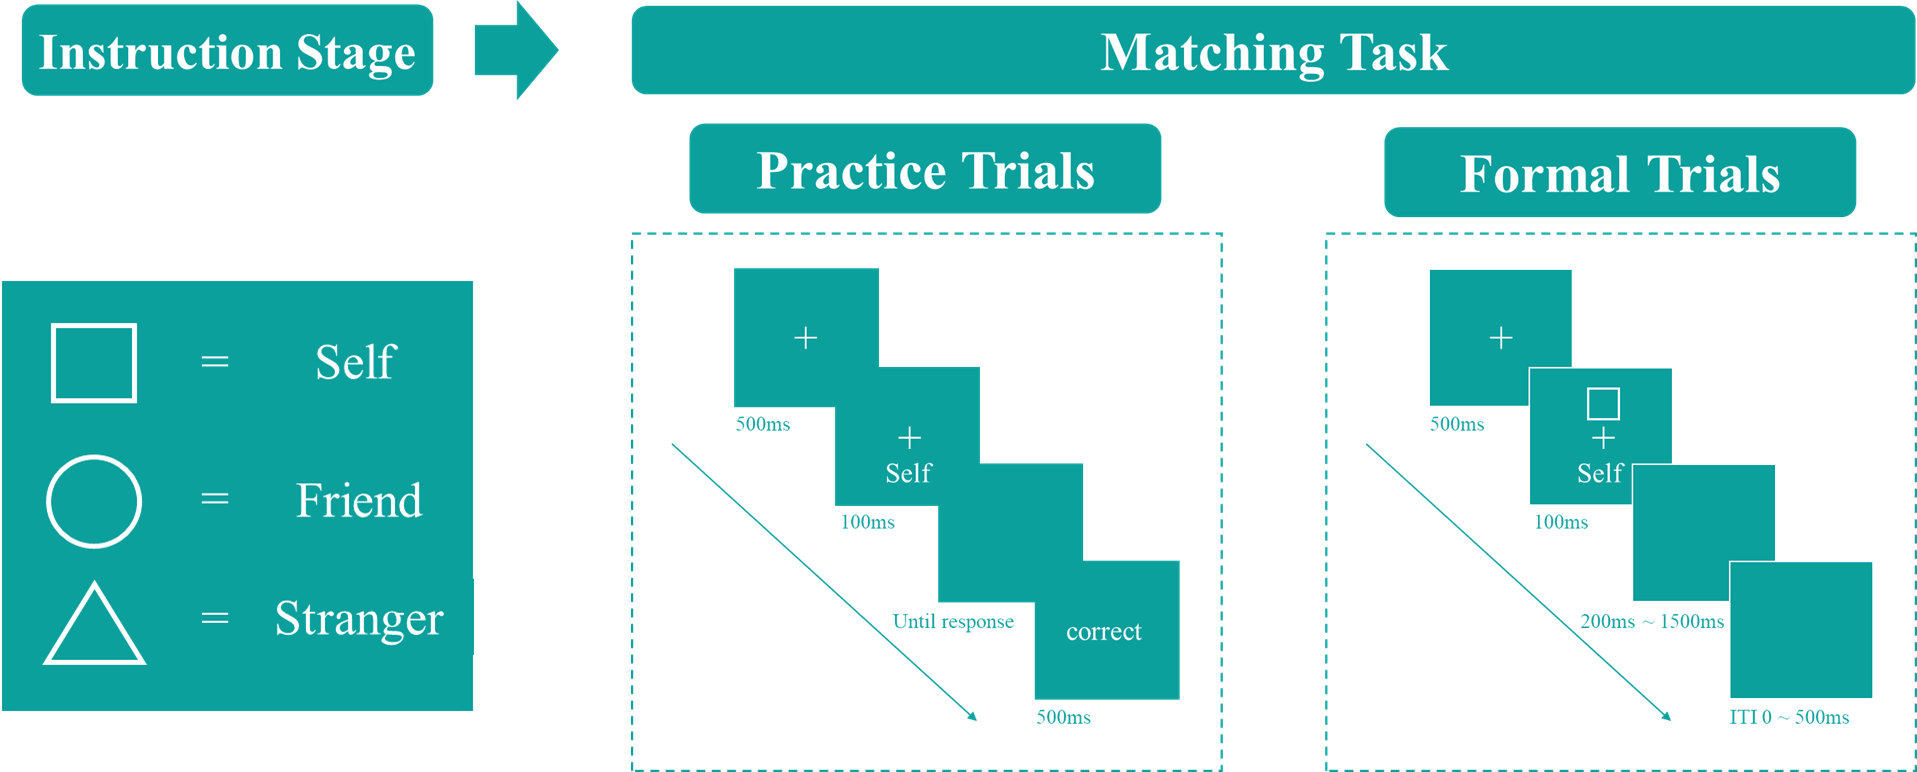 Instruction Stage
Matching Task
Practice Trials
Formal Trials
= Self
= Friend
= Stranger
+
500ms
+
Self
100ms
Until response
correct
500ms
+
500ms
+
Self
100ms
200ms ~ 1500ms
ITI 0 ~ 500ms